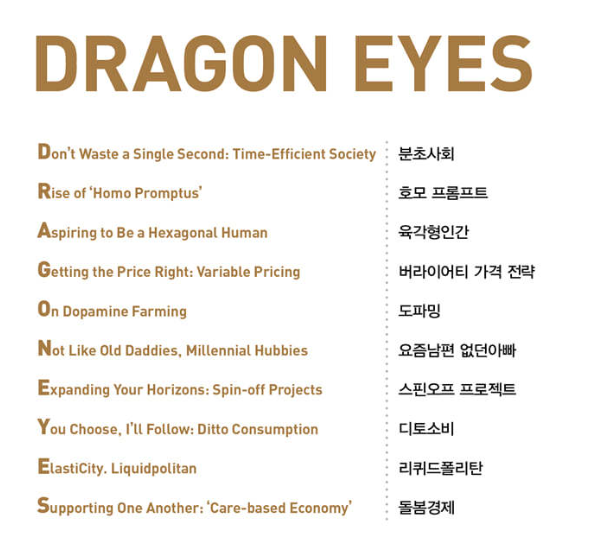 DRAGON EYES
Don't Waste a Single Second: Time-Efficient Society 분초사회
Rise of 'Homo Promptus' 호모 프롬프트
Aspiring to Be a Hexagonal Human 육각형인간
Getting the Price Right: Variable Pricing 버라이어티 가격 전략
On Dopamine Farming 도파밍
Not Like Old Daddies, Millennial Hubbies 요즘남편 없던아빠
Expanding Your Horizons: Spin-off Projects 스핀오프 프로젝트
You Choose, I'll Follow: Ditto Consumption 디토소비
ElastiCity. Liquidpolitan 리퀴드폴리탄
Supporting One Another: 'Care-based Economy' 돌봄경제